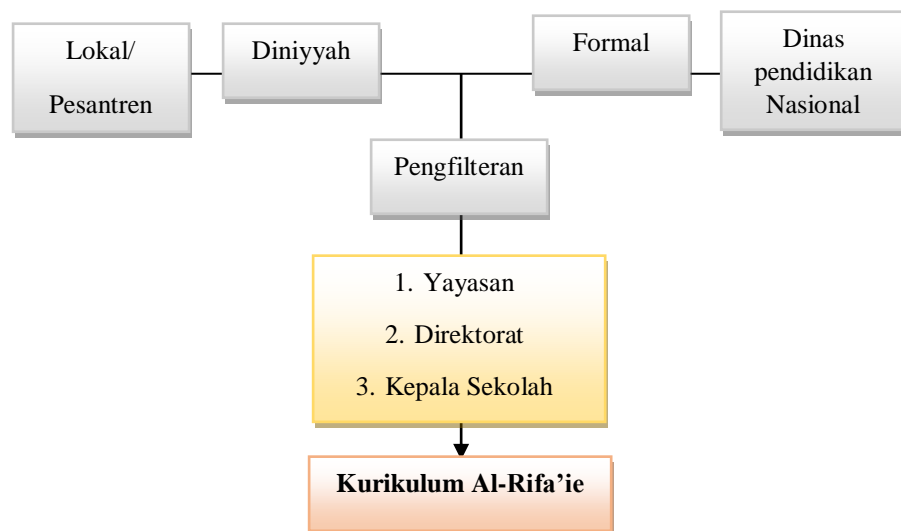 Lokal/
Pesantren
Diniyyah
Formal
Dinas
pendidikan
Nasional
Pengfilteran
1. Yayasan
2. Direktorat
3. Kepala Sekolah
Kurikulum Al-Rifa’ie